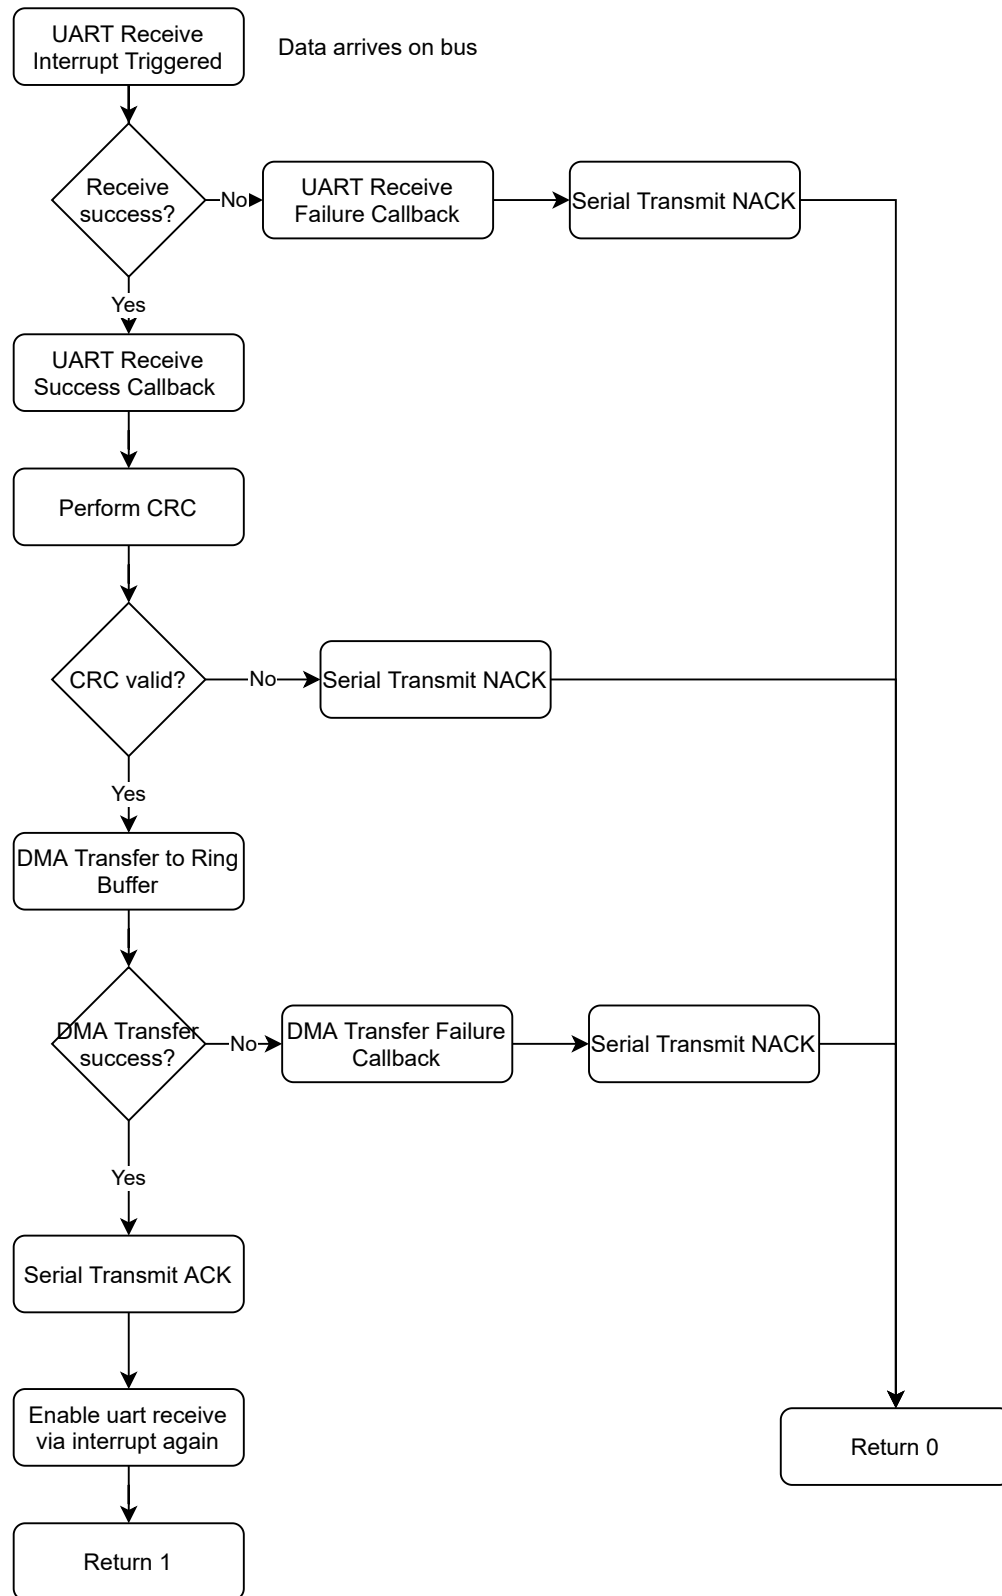 UART Receive
Interrupt Triggered
Data arrives on bus
Receive
success?
No
UART Receive
Failure Callback
Serial Transmit NACK
Yes
UART Receive
Success Callback
Perform CRC
CRC valid?
No
Serial Transmit NACK
Yes
DMA Transfer to Ring
Buffer
DMA Transfer
success?
No
DMA Transfer Failure
Callback
Serial Transmit NACK
Yes
Serial Transmit ACK
Enable uart receive
via interrupt again
Return 0
Return 1